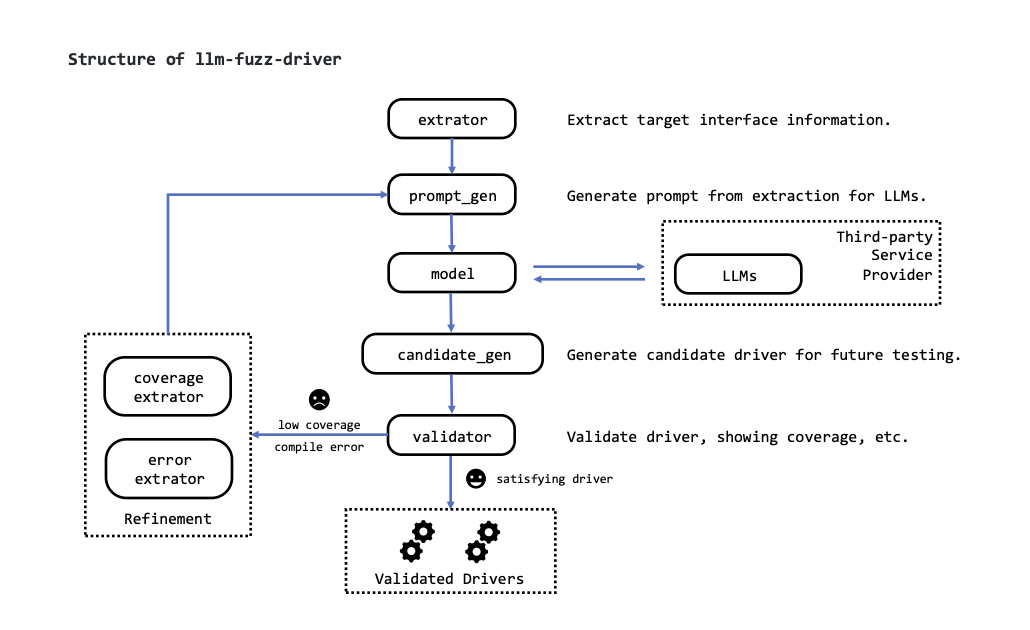 Structure of llm-fuzz-driver
extrator
Extract target interface information.
prompt_gen
Generate prompt from extraction for LLMs.
model
LLMs
Third-party
Service
Provider
candidate_gen
Generate candidate driver for future testing.
coverage
extrator
error
extrator
Refinement
low coverage
compile error
validator
Validate driver, showing coverage, etc.
satisfying driver
Validated Drivers